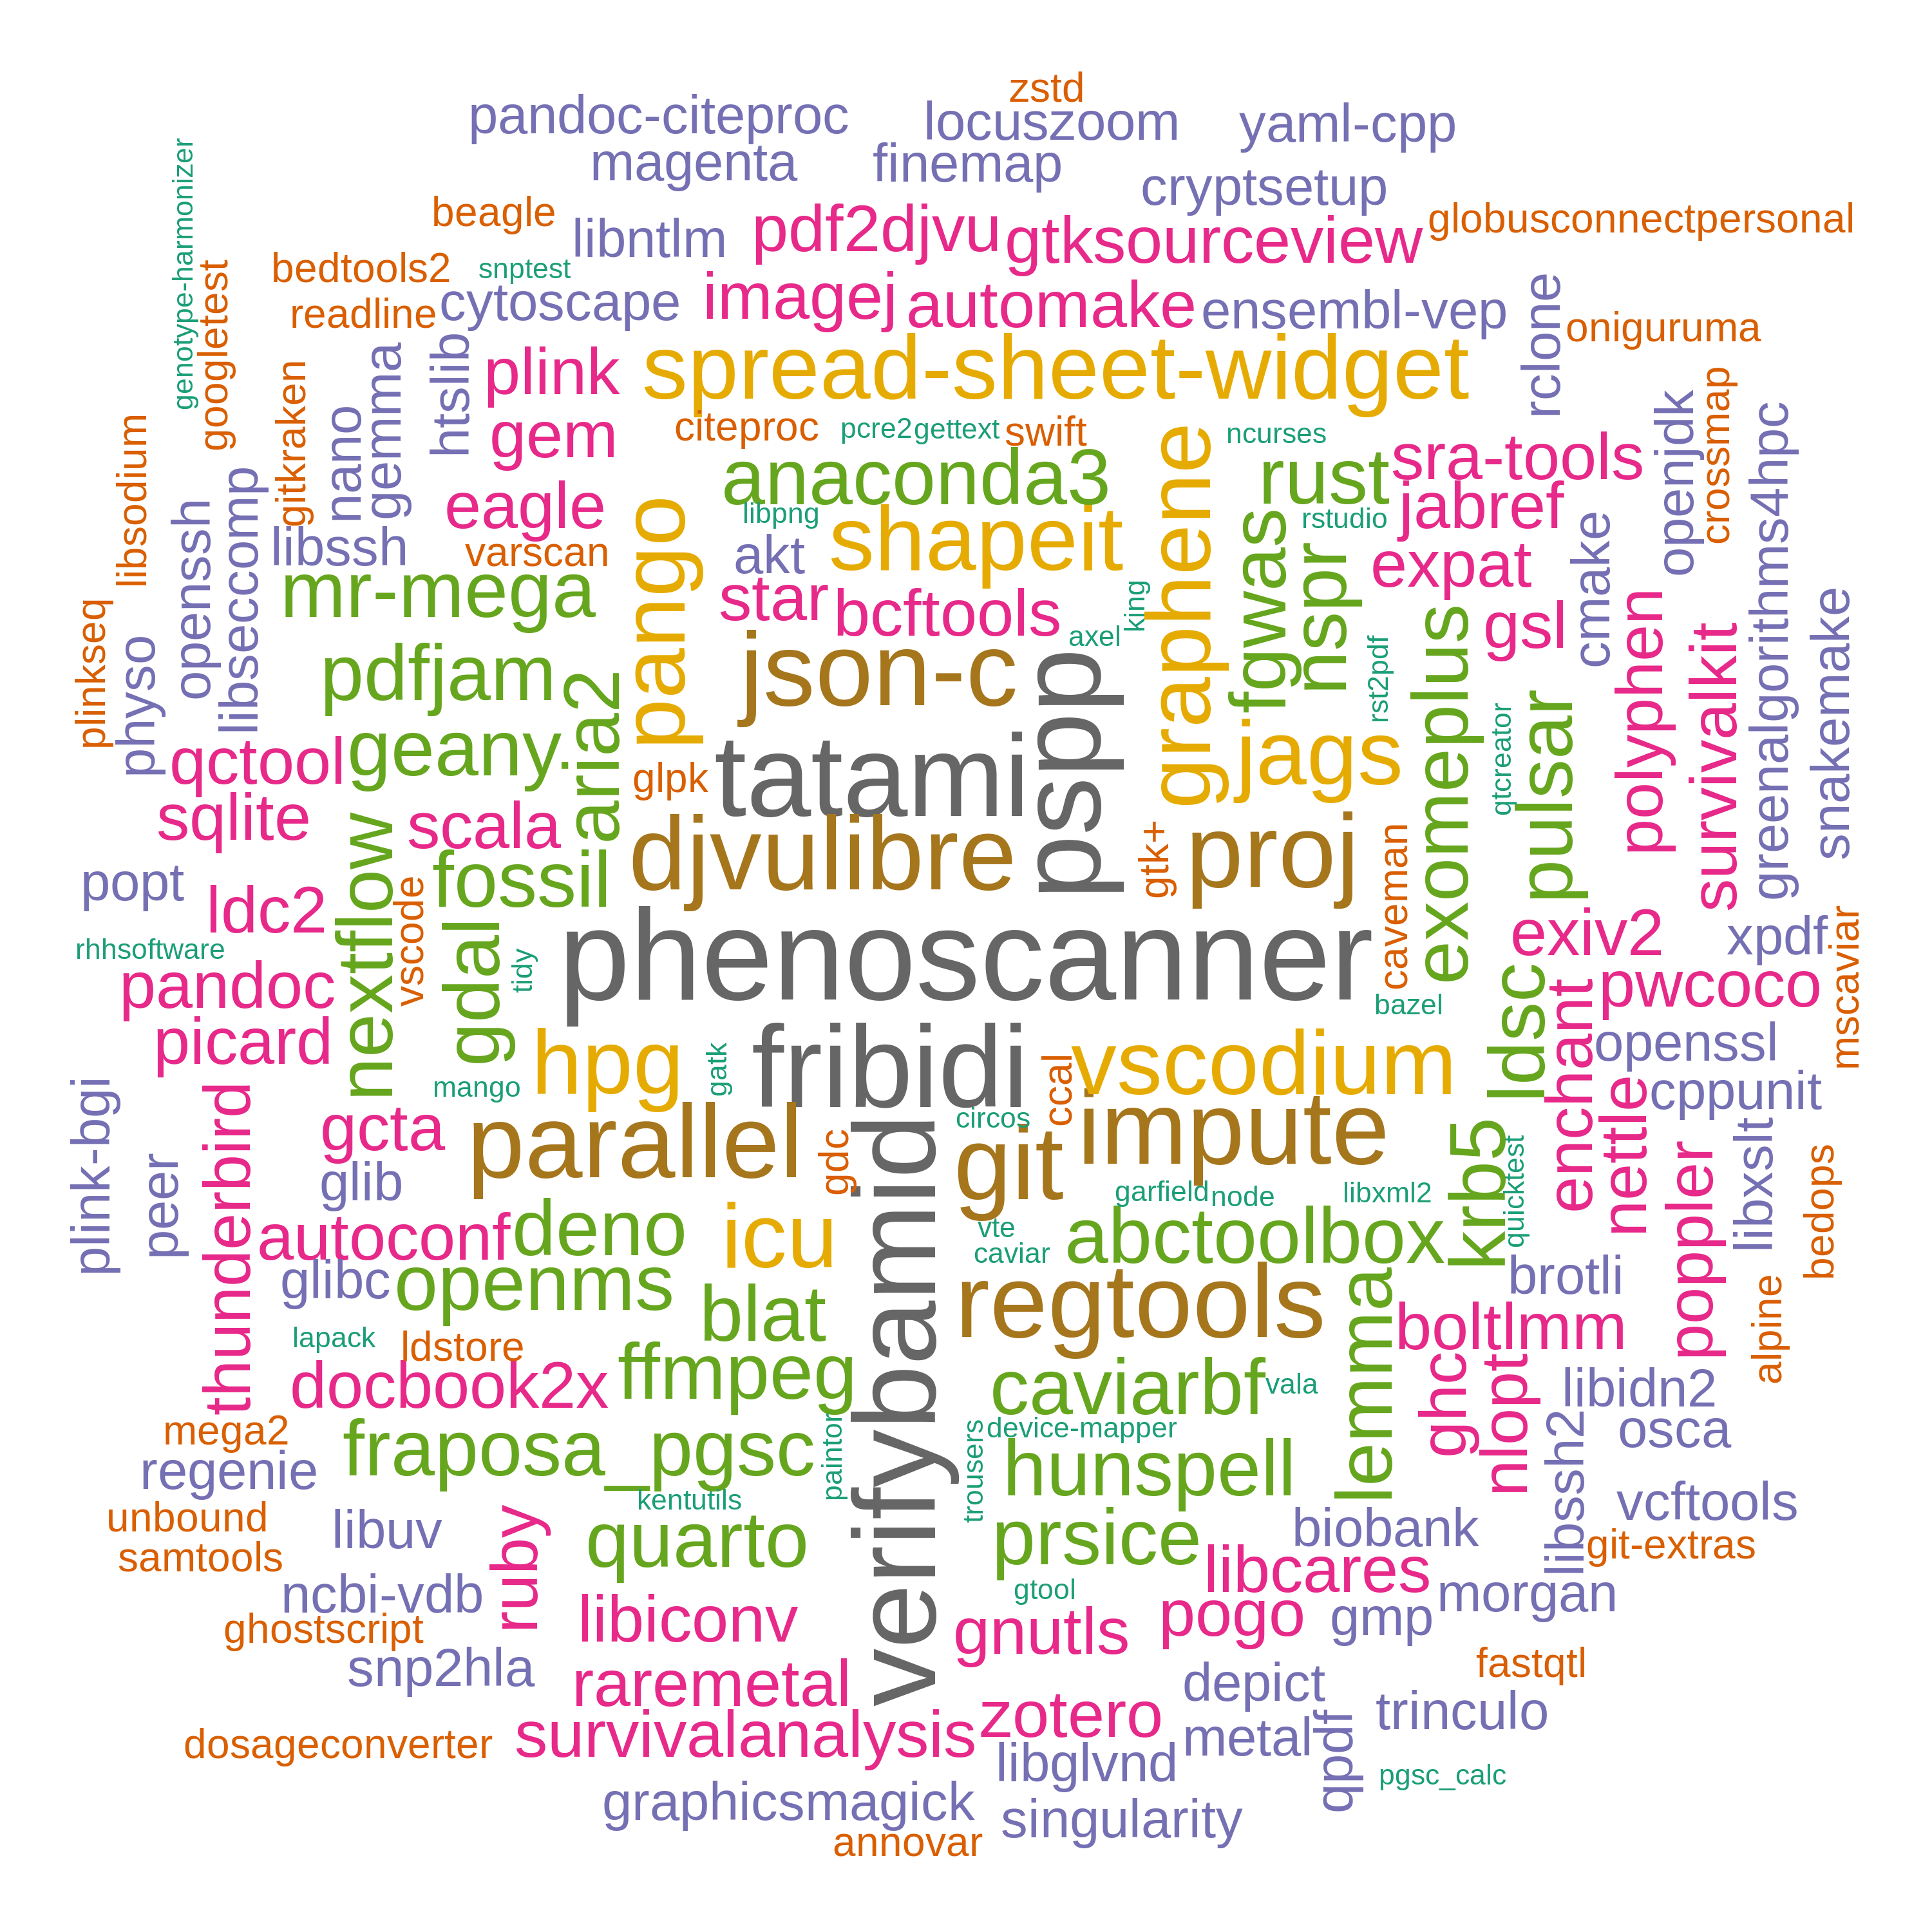 zstd
pandoc-citeproc
locuszoom
yaml-cpp
magenta
finemap
cryptsetup
beagle
libntlm
pdf2djvu
gtksourceview
globusconnectpersonal
genotype-harmonizer
googletest
bedtools2
snptest
readline
cytoscape
imagej
automake
ensembl-vep
rclone
oniguruma
gitkraken
nano
gemma
htslib
plink
spread-sheet-widget
gem
citeproc
pcre2
gettext
swift
ncurses
sra-tools
openjdk
crossmap
greenalgorithms4hpc
libsodium
openssh
libseccomp
eagle
anaconda3
graphene
rust
jabref
libpng
shapeit
rstudio
libssh
varscan
pango
akt
fgwas
nspr
expat
cmake
mr-mega
star
bcftools
king
axel
gsl
plinkseq
physo
pdfjam
json-c
pspp
rst2pdf
exomeplus
polyphen
survivalkit
snakemake
qctool
geany
aria2
glpk
tatami
jags
qtcreator
pulsar
sqlite
scala
djvulibre
gtk+
proj
caveman
popt
ldc2
nextflow
vscode
fossil
exiv2
xpdf
mscaviar
rhhsoftware
gdal
tidy
phenoscanner
bazel
ldsc
enchant
pwcoco
pandoc
picard
mango
hpg
gatk
fribidi
ccal
vscodium
openssl
cppunit
plink-bgi
peer
thunderbird
gcta
parallel
gdc
circos
git
impute
krb5
quicktest
nettle
poppler
libxslt
bedops
glib
garfield
node
libxml2
autoconf
deno
icu
verifybamid
vte
caviar
abctoolbox
glibc
openms
blat
regtools
lemma
brotli
alpine
lapack
ldstore
boltlmm
docbook2x
ffmpeg
caviarbf
vala
ghc
nlopt
libidn2
mega2
fraposa_pgsc
paintor
trousers
device-mapper
libssh2
osca
regenie
hunspell
kentutils
unbound
libuv
ruby
quarto
prsice
biobank
vcftools
samtools
libcares
git-extras
ncbi-vdb
gtool
morgan
ghostscript
libiconv
gnutls
pogo
gmp
snp2hla
raremetal
depict
fastqtl
zotero
trinculo
dosageconverter
survivalanalysis
metal
qpdf
libglvnd
pgsc_calc
graphicsmagick
singularity
annovar